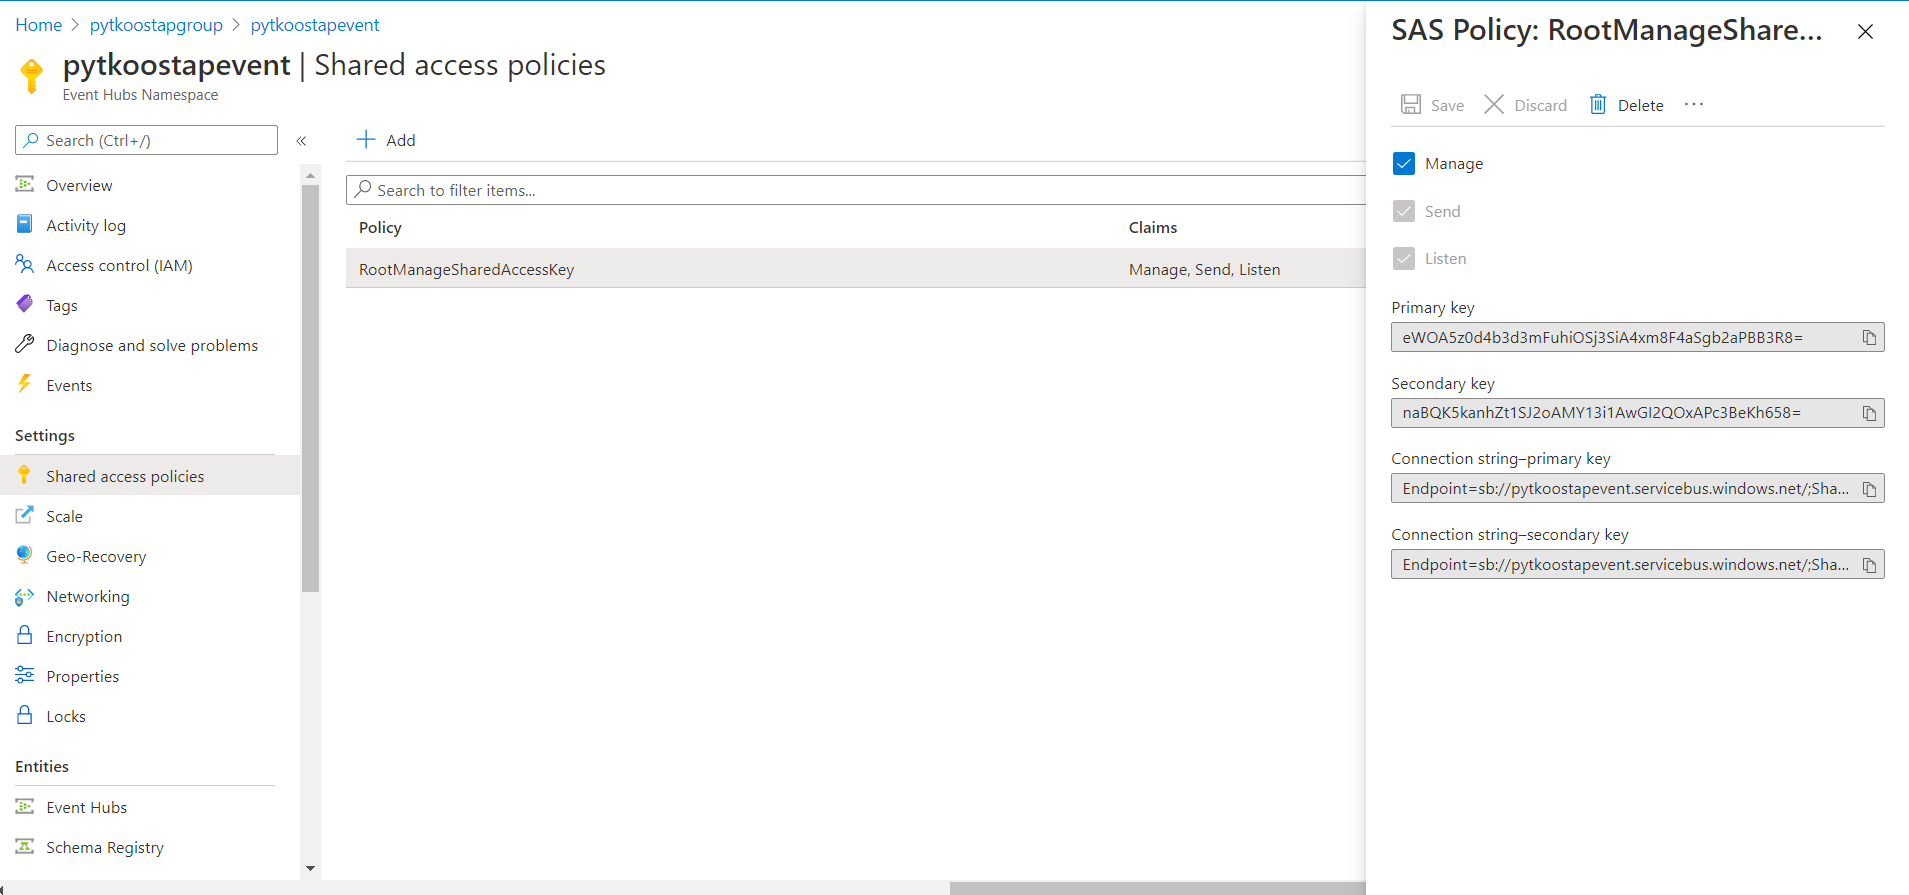 Home > pytkoostapgroup > pytkoostapevent
pytkoostapevent | Shared access policies
Event Hubs Namespace
Search (Ctrl+/)
«
Overview
Activity log
Access control (IAM)
Tags
Diagnose and solve problems
Events
Settings
Shared access policies
Scale
Geo-Recovery
Networking
Encryption
Properties
Locks
Entities
Event Hubs
Schema Registry
Add
Search to filter items...
Policy Claims
RootManageSharedAccessKey Manage, Send, Listen
SAS Policy: RootManageShare...
Save Discard Delete ...
Manage
Send
Listen
Primary key
eWOA5z0d4b3d3mFuhiOSj3SiA4xm8F4aSgb2aPBB3R8=
Secondary key
naBQK5kanhZt1SJ2oAMY13i1AwGI2QOxAPc3BeKh658=
Connection string–primary key
Endpoint=sb://pytkoostapevent.servicebus.windows.net/;Sha...
Connection string–secondary key
Endpoint=sb://pytkoostapevent.servicebus.windows.net/;Sha...